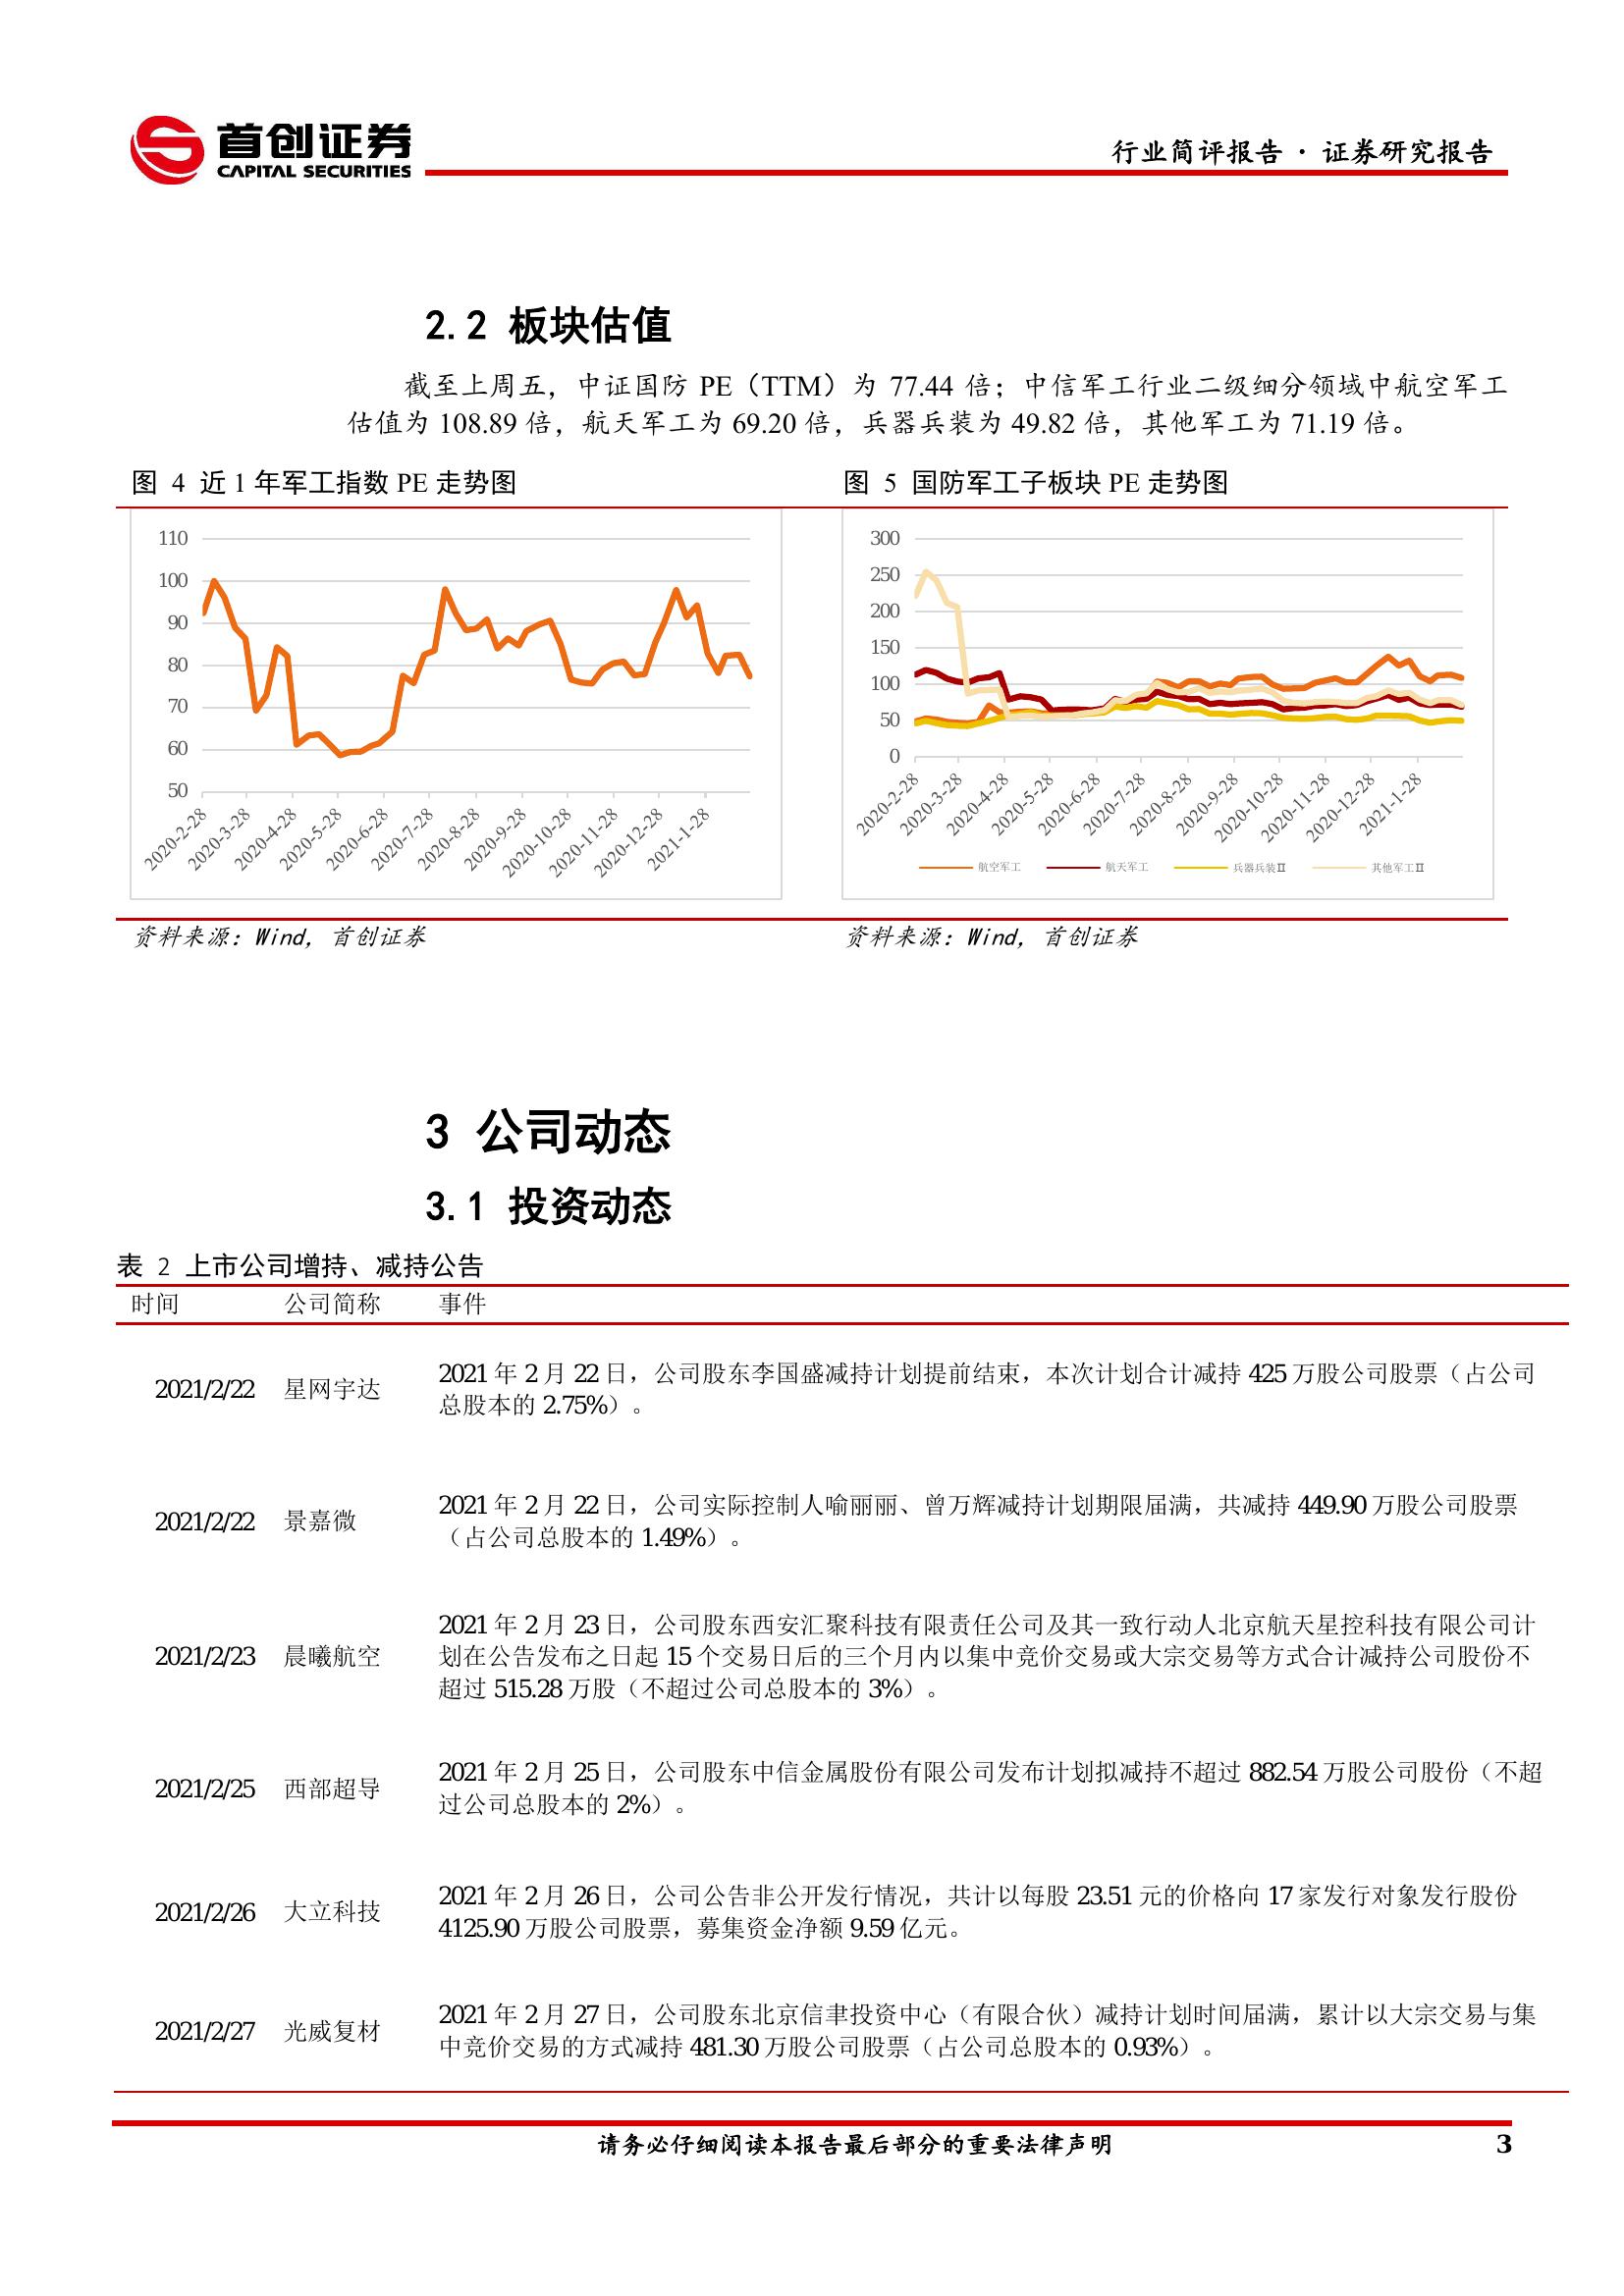 首创证券
CAPITAL SECURITIES
行业简评报告 · 证券研究报告
2.2 板块估值
截至上周五，中证国防 PE（TTM）为 77.44 倍；中信军工行业二级细分领域中航空军工
估值为 108.89 倍，航天军工为 69.20 倍，兵器兵装为 49.82 倍，其他军工为 71.19 倍。
图 4 近 1 年军工指数 PE 走势图
110
100
90
80
70
60
50
2020-2-28
2020-3-28
2020-4-28
2020-5-28
2020-6-28
2020-7-28
2020-8-28
2020-9-28
2020-10-28
2020-11-28
2020-12-28
2021-1-28
资料来源：Wind，首创证券
图 5 国防军工子板块 PE 走势图
300
250
200
150
100
50
0
2020-2-28
2020-3-28
2020-4-28
2020-5-28
2020-6-28
2020-7-28
2020-8-28
2020-9-28
2020-10-28
2020-11-28
2020-12-28
2021-1-28
航空军工 航天军工 兵器兵装Ⅱ 其他军工Ⅱ
资料来源：Wind，首创证券
3 公司动态
3.1 投资动态
表 2 上市公司增持、减持公告
时间 公司简称 事件
2021/2/22 星网宇达
2021 年 2 月 22 日，公司股东李国盛减持计划提前结束，本次计划合计减持 425 万股公司股票（占公司
总股本的 2.75%）。
2021/2/22 景嘉微
2021 年 2 月 22 日，公司实际控制人喻丽丽、曾万辉减持计划期限届满，共减持 449.90 万股公司股票
（占公司总股本的 1.49%）。
2021/2/23 晨曦航空
2021 年 2 月 23 日，公司股东西安汇聚科技有限责任公司及其一致行动人北京航天星控科技有限公司计
划在公告发布之日起 15 个交易日后的三个月内以集中竞价交易或大宗交易等方式合计减持公司股份不
超过 515.28 万股（不超过公司总股本的 3%）。
2021/2/25 西部超导
2021 年 2 月 25 日，公司股东中信金属股份有限公司发布计划拟减持不超过 882.54 万股公司股份（不超
过公司总股本的 2%）。
2021/2/26 大立科技
2021 年 2 月 26 日，公司公告非公开发行情况，共计以每股 23.51 元的价格向 17 家发行对象发行股份
4125.90 万股公司股票，募集资金净额 9.59 亿元。
2021/2/27 光威复材
2021 年 2 月 27 日，公司股东北京信聿投资中心（有限合伙）减持计划时间届满，累计以大宗交易与集
中竞价交易的方式减持 481.30 万股公司股票（占公司总股本的 0.93%）。
请务必仔细阅读本报告最后部分的重要法律声明
3